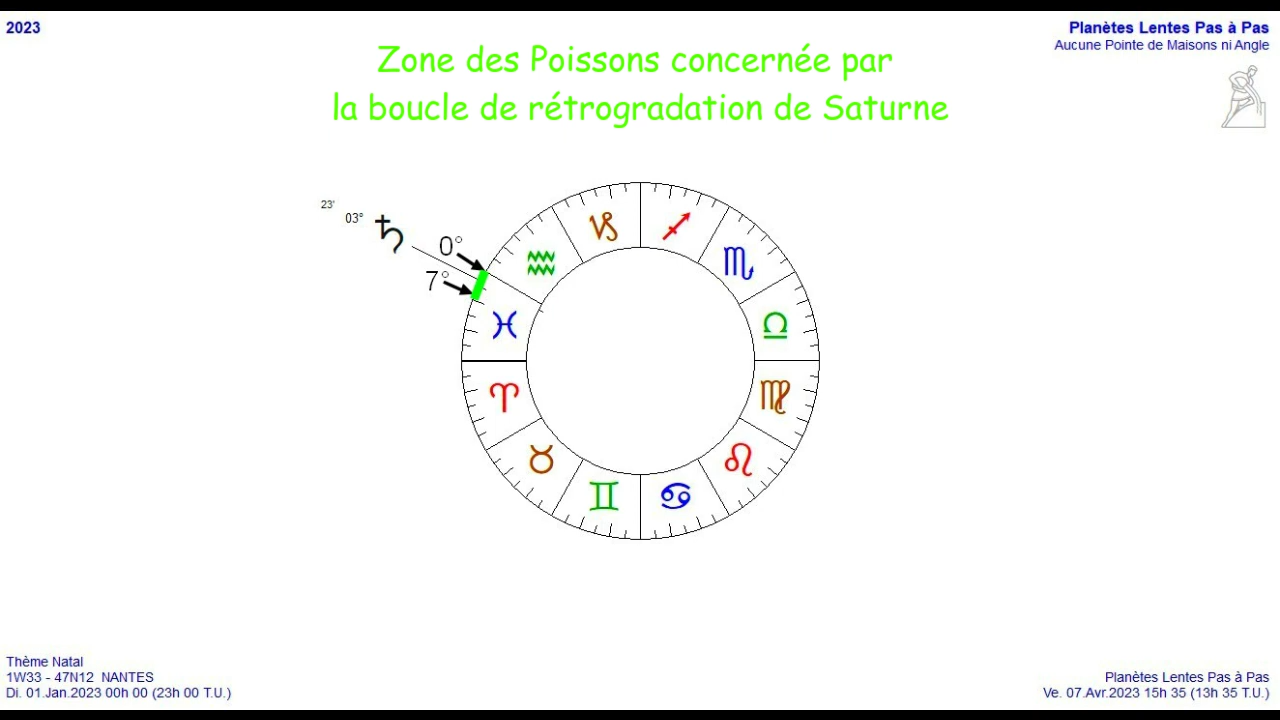 2023
Planètes Lentes Pas à Pas
Aucune Pointe de Maisons ni Angle
Zone des Poissons concernée par
la boucle de rétrogradation de Saturne
23'
03° ♄
0°
7°
♑ ♐
♒ ♏
♓ ♎
♈ ♍
♉ ♌
♊ ♋
Thème Natal
1W33 - 47N12 NANTES
Di. 01.Jan.2023 00h 00 (23h 00 T.U.)
Planètes Lentes Pas à Pas
Ve. 07.Avr.2023 15h 35 (13h 35 T.U.)